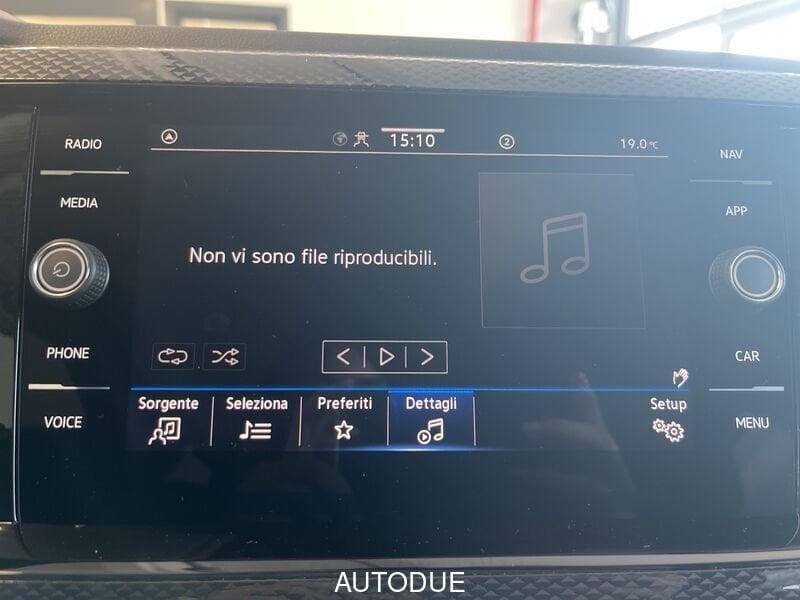 RADIO
MEDIA
PHONE
VOICE
15:10
2
19.0°C
Non vi sono file riproducibili.
Sorgente
Seleziona
Preferiti
Dettagli
Setup
NAV
APP
CAR
MENU
AUTODUE